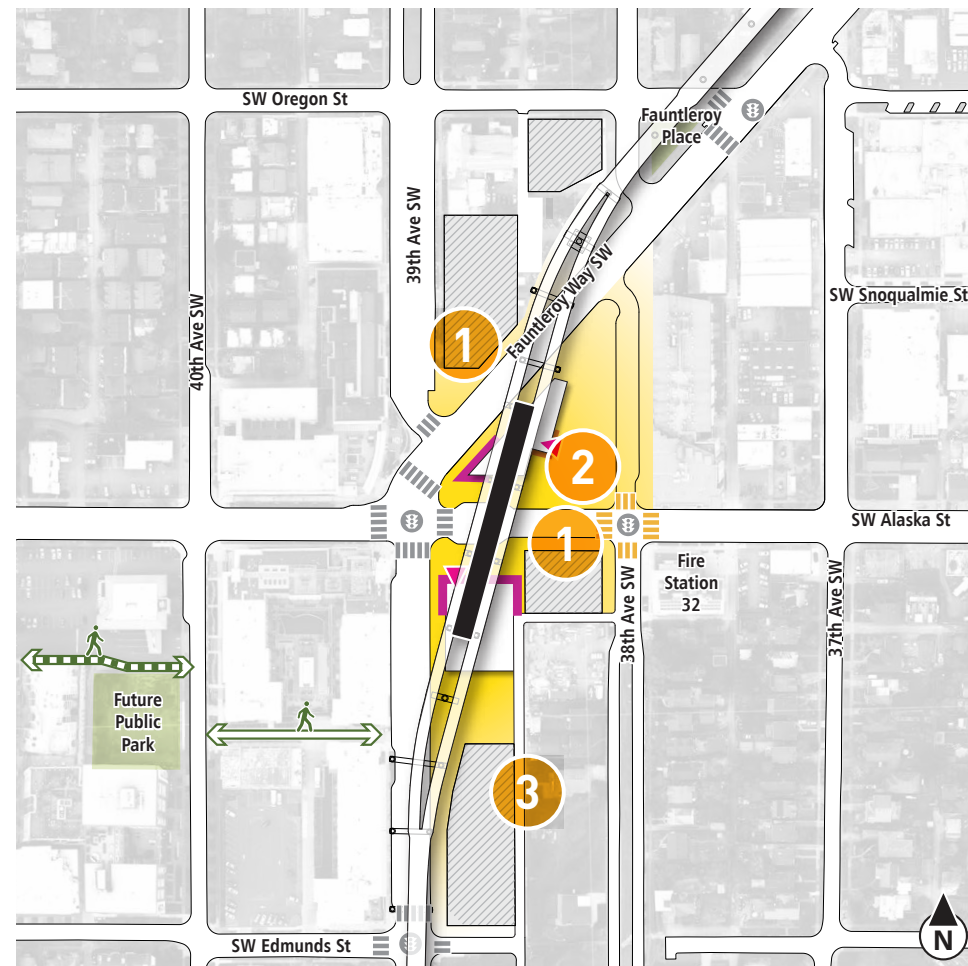 SW Oregon St
Fauntleroy
Place
39th Ave SW
Fauntleroy Way SW
SW Snoqualmie St
40th Ave SW
1
2
SW Alaska St
1
Fire
Station
32
38th Ave SW
37th Ave SW
Future
Public
Park
3
SW Edmunds St
N